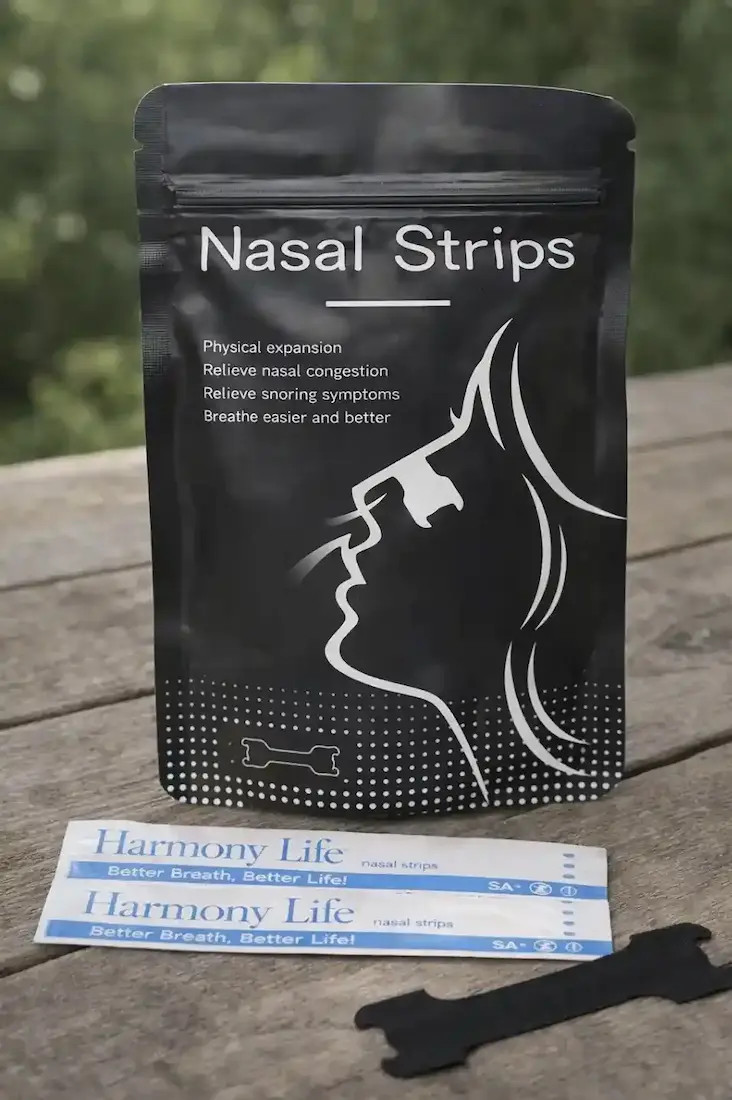 Nasal Strips
Physical expansion
Relieve nasal congestion
Relieve snoring symptoms
Breathe easier and better
Harmony Life nasal strips
Better Breath, Better Life! SA
Harmony Life nasal strips
Better Breath, Better Life! SA